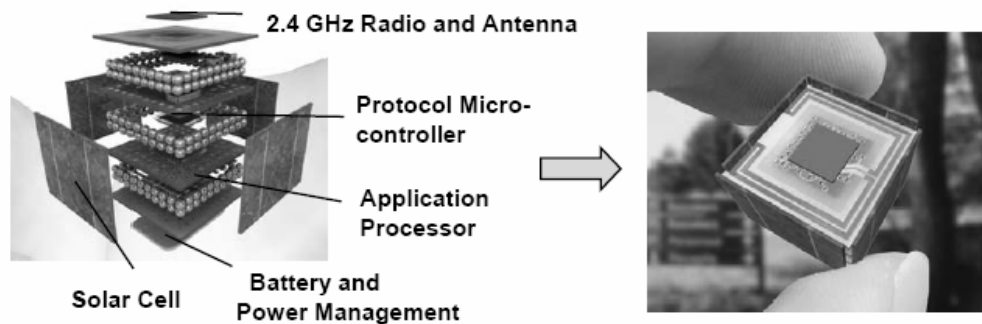 2.4 GHz Radio and Antenna
Protocol Micro-
controller
Application
Processor
Battery and
Power Management
Solar Cell